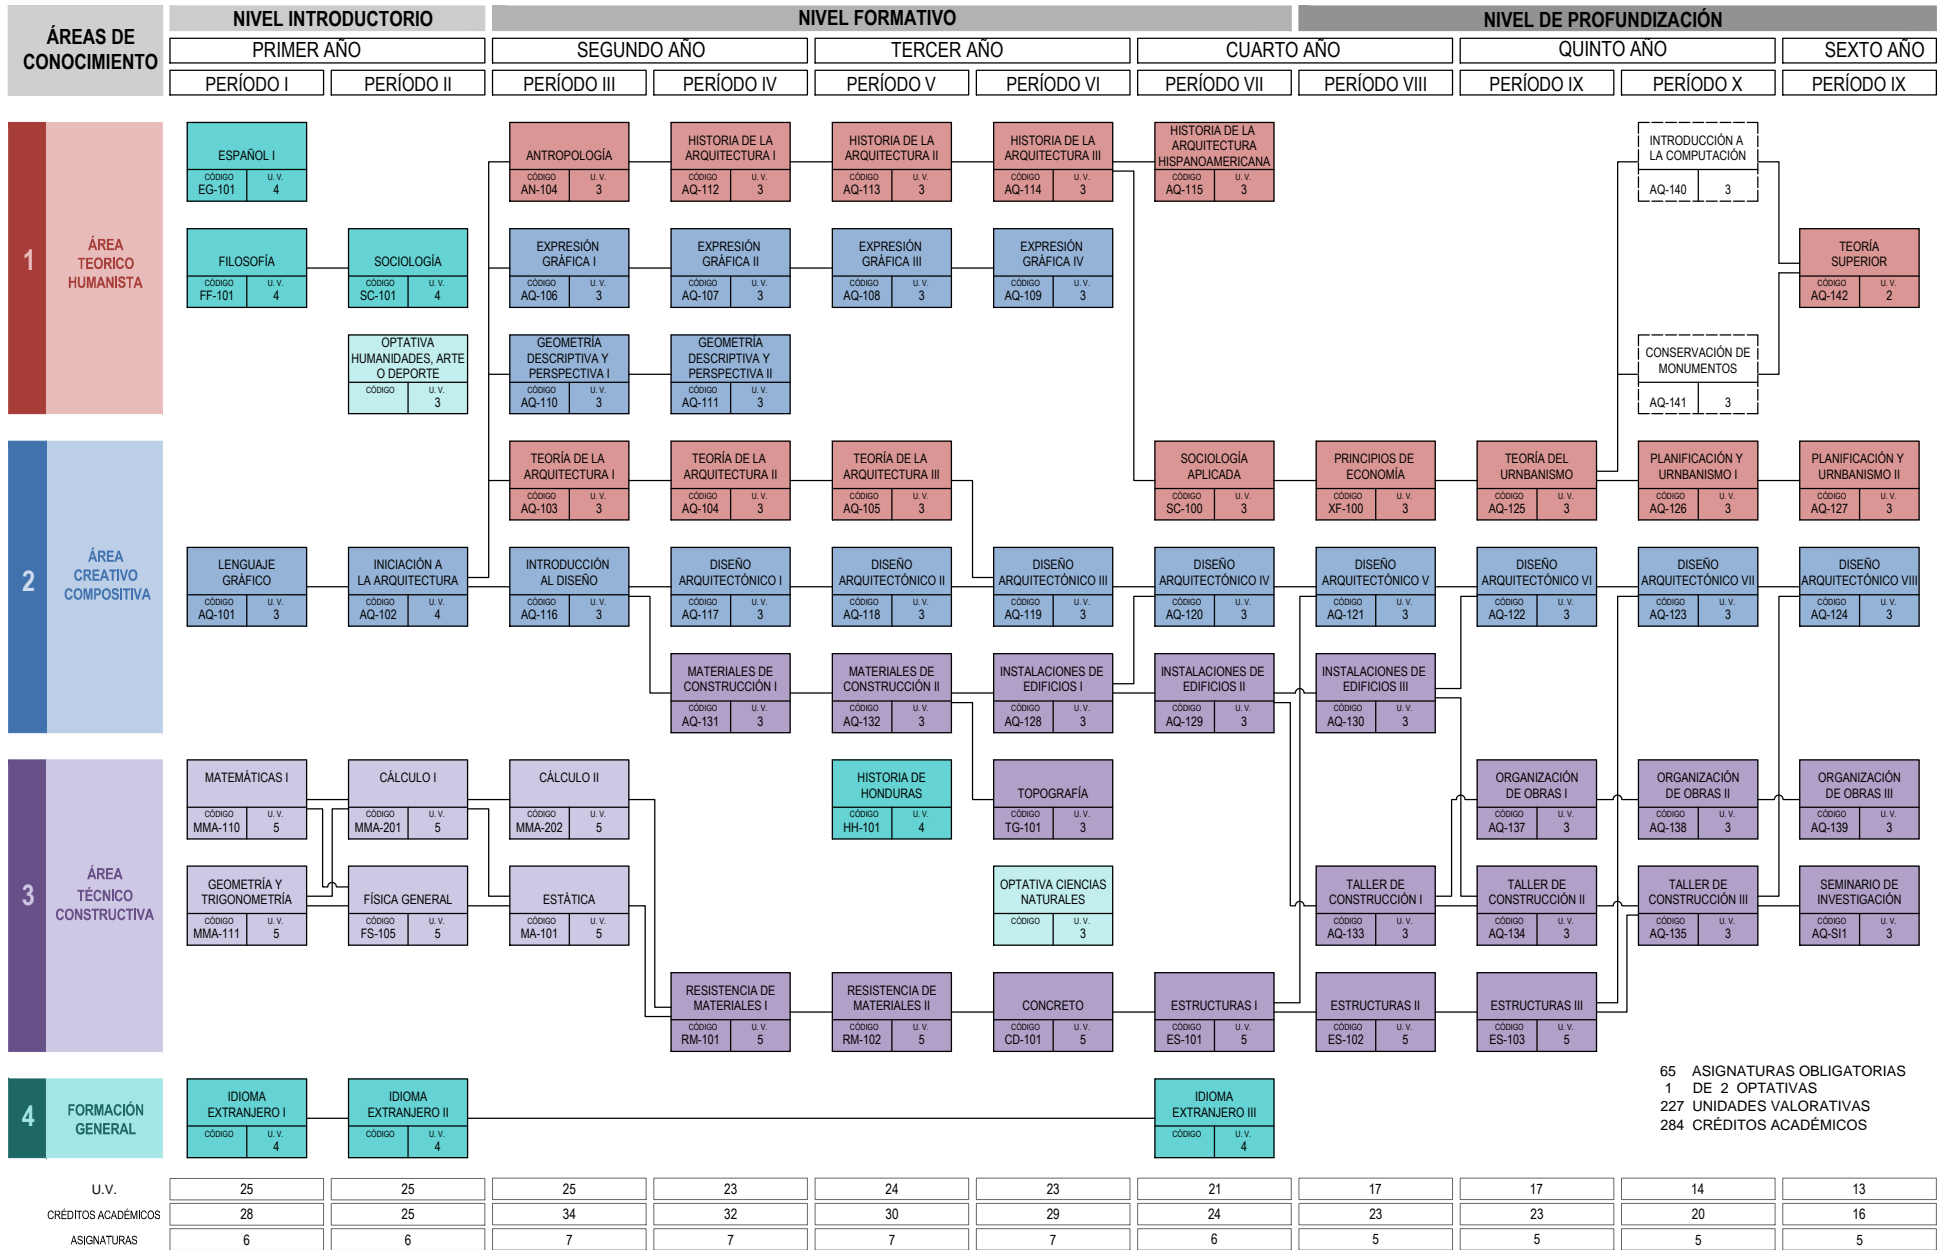 ÁREAS DE
CONOCIMIENTO
NIVEL INTRODUCTORIO
NIVEL FORMATIVO
NIVEL DE PROFUNDIZACIÓN
PRIMER AÑO
SEGUNDO AÑO
TERCER AÑO
CUARTO AÑO
QUINTO AÑO
SEXTO AÑO
PERÍODO I
PERÍODO II
PERÍODO III
PERÍODO IV
PERÍODO V
PERÍODO VI
PERÍODO VII
PERÍODO VIII
PERÍODO IX
PERÍODO X
PERÍODO IX
1
ÁREA
TEORICO
HUMANISTA
ESPAÑOL I
CÓDIGO U. V.
EG-101 4
ANTROPOLOGÍA
CÓDIGO U. V.
AN-104 3
HISTORIA DE LA
ARQUITECTURA I
CÓDIGO U. V.
AQ-112 3
HISTORIA DE LA
ARQUITECTURA II
CÓDIGO U. V.
AQ-113 3
HISTORIA DE LA
ARQUITECTURA III
CÓDIGO U. V.
AQ-114 3
HISTORIA DE LA
ARQUITECTURA
HISPANOAMERICANA
CÓDIGO U. V.
AQ-115 3
INTRODUCCIÓN A
LA COMPUTACIÓN
AQ-140 3
FILOSOFÍA
CÓDIGO U. V.
FF-101 4
SOCIOLOGÍA
CÓDIGO U. V.
SC-101 4
EXPRESIÓN
GRÁFICA I
CÓDIGO U. V.
AQ-106 3
EXPRESIÓN
GRÁFICA II
CÓDIGO U. V.
AQ-107 3
EXPRESIÓN
GRÁFICA III
CÓDIGO U. V.
AQ-108 3
EXPRESIÓN
GRÁFICA IV
CÓDIGO U. V.
AQ-109 3
TEORÍA
SUPERIOR
CÓDIGO U. V.
AQ-142 2
OPTATIVA
HUMANIDADES, ARTE
O DEPORTE
CÓDIGO U. V.
3
GEOMETRÍA
DESCRIPTIVA Y
PERSPECTIVA I
CÓDIGO U. V.
AQ-110 3
GEOMETRÍA
DESCRIPTIVA Y
PERSPECTIVA II
CÓDIGO U. V.
AQ-111 3
CONSERVACIÓN DE
MONUMENTOS
AQ-141 3
2
ÁREA
CREATIVO
COMPOSITIVA
TEORÍA DE LA
ARQUITECTURA I
CÓDIGO U. V.
AQ-103 3
TEORÍA DE LA
ARQUITECTURA II
CÓDIGO U. V.
AQ-104 3
TEORÍA DE LA
ARQUITECTURA III
CÓDIGO U. V.
AQ-105 3
SOCIOLOGÍA
APLICADA
CÓDIGO U. V.
SC-100 3
PRINCIPIOS DE
ECONOMÍA
CÓDIGO U. V.
XF-100 3
TEORÍA DEL
URNBANISMO
CÓDIGO U. V.
AQ-125 3
PLANIFICACIÓN Y
URNBANISMO I
CÓDIGO U. V.
AQ-126 3
PLANIFICACIÓN Y
URNBANISMO II
CÓDIGO U. V.
AQ-127 3
LENGUAJE
GRÁFICO
CÓDIGO U. V.
AQ-101 3
INICIACIÓN A
LA ARQUITECTURA
CÓDIGO U. V.
AQ-102 4
INTRODUCCIÓN
AL DISEÑO
CÓDIGO U. V.
AQ-116 3
DISEÑO
ARQUITECTÓNICO I
CÓDIGO U. V.
AQ-117 3
DISEÑO
ARQUITECTÓNICO II
CÓDIGO U. V.
AQ-118 3
DISEÑO
ARQUITECTÓNICO III
CÓDIGO U. V.
AQ-119 3
DISEÑO
ARQUITECTÓNICO IV
CÓDIGO U. V.
AQ-120 3
DISEÑO
ARQUITECTÓNICO V
CÓDIGO U. V.
AQ-121 3
DISEÑO
ARQUITECTÓNICO VI
CÓDIGO U. V.
AQ-122 3
DISEÑO
ARQUITECTÓNICO VII
CÓDIGO U. V.
AQ-123 3
DISEÑO
ARQUITECTÓNICO VIII
CÓDIGO U. V.
AQ-124 3
MATERIALES DE
CONSTRUCCIÓN I
CÓDIGO U. V.
AQ-131 3
MATERIALES DE
CONSTRUCCIÓN II
CÓDIGO U. V.
AQ-132 3
INSTALACIONES DE
EDIFICIOS I
CÓDIGO U. V.
AQ-128 3
INSTALACIONES DE
EDIFICIOS II
CÓDIGO U. V.
AQ-129 3
INSTALACIONES DE
EDIFICIOS III
CÓDIGO U. V.
AQ-130 3
3
ÁREA
TÉCNICO
CONSTRUCTIVA
MATEMÁTICAS I
CÓDIGO U. V.
MMA-110 5
CÁLCULO I
CÓDIGO U. V.
MMA-201 5
CÁLCULO II
CÓDIGO U. V.
MMA-202 5
HISTORIA DE
HONDURAS
CÓDIGO U. V.
HH-101 4
TOPOGRAFÍA
CÓDIGO U. V.
TG-101 3
ORGANIZACIÓN
DE OBRAS I
CÓDIGO U. V.
AQ-137 3
ORGANIZACIÓN
DE OBRAS II
CÓDIGO U. V.
AQ-138 3
ORGANIZACIÓN
DE OBRAS III
CÓDIGO U. V.
AQ-139 3
GEOMETRÍA Y
TRIGONOMETRÍA
CÓDIGO U. V.
MMA-111 5
FÍSICA GENERAL
CÓDIGO U. V.
FS-105 5
ESTÁTICA
CÓDIGO U. V.
MA-101 5
OPTATIVA CIENCIAS
NATURALES
CÓDIGO U. V.
3
TALLER DE
CONSTRUCCIÓN I
CÓDIGO U. V.
AQ-133 3
TALLER DE
CONSTRUCCIÓN II
CÓDIGO U. V.
AQ-134 3
TALLER DE
CONSTRUCCIÓN III
CÓDIGO U. V.
AQ-135 3
SEMINARIO DE
INVESTIGACIÓN
CÓDIGO U. V.
AQ-SI1 3
RESISTENCIA DE
MATERIALES I
CÓDIGO U. V.
RM-101 5
RESISTENCIA DE
MATERIALES II
CÓDIGO U. V.
RM-102 5
CONCRETO
CÓDIGO U. V.
CD-101 5
ESTRUCTURAS I
CÓDIGO U. V.
ES-101 5
ESTRUCTURAS II
CÓDIGO U. V.
ES-102 5
ESTRUCTURAS III
CÓDIGO U. V.
ES-103 5
4
FORMACIÓN
GENERAL
IDIOMA
EXTRANJERO I
CÓDIGO U. V.
4
IDIOMA
EXTRANJERO II
CÓDIGO U. V.
4
IDIOMA
EXTRANJERO III
CÓDIGO U. V.
4
65 ASIGNATURAS OBLIGATORIAS
1 DE 2 OPTATIVAS
227 UNIDADES VALORATIVAS
284 CRÉDITOS ACADÉMICOS
U.V. 25 25 25 23 24 23 21 17 17 14 13
CRÉDITOS ACADÉMICOS 28 25 34 32 30 29 24 23 23 20 16
ASIGNATURAS 6 6 7 7 7 7 6 5 5 5 5